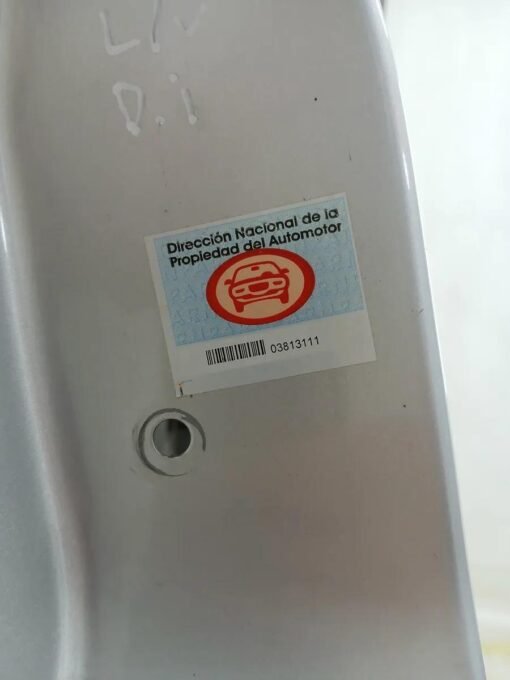 L/V
D.i
Dirección Nacional de la
Propiedad del Automotor
03813111